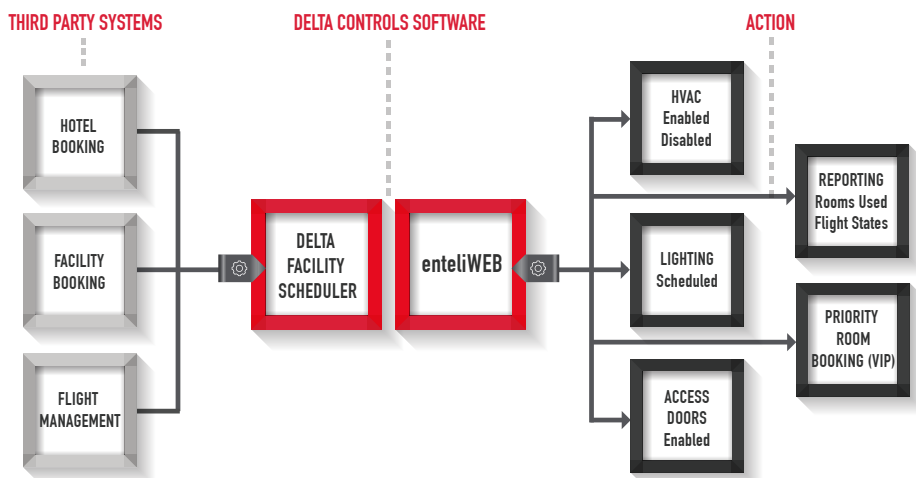 THIRD PARTY SYSTEMS
DELTA CONTROLS SOFTWARE
ACTION
HOTEL
BOOKING
FACILITY
BOOKING
FLIGHT
MANAGEMENT
DELTA
FACILITY
SCHEDULER
enteliWEB
HVAC
Enabled
Disabled
REPORTING
Rooms Used
Flight States
LIGHTING
Scheduled
PRIORITY
ROOM
BOOKING (VIP)
ACCESS
DOORS
Enabled